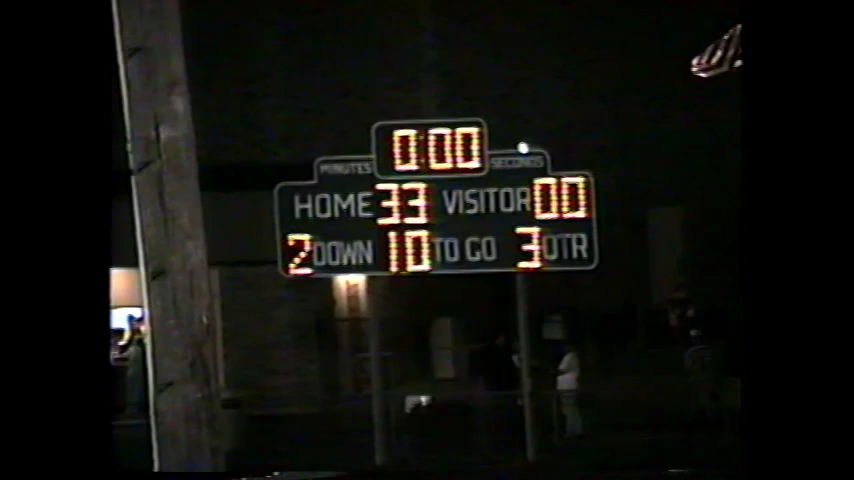 0:00
MINUTES SECONDS
HOME 33 VISITOR 00
2 DOWN 10 TO GO 3 QTR